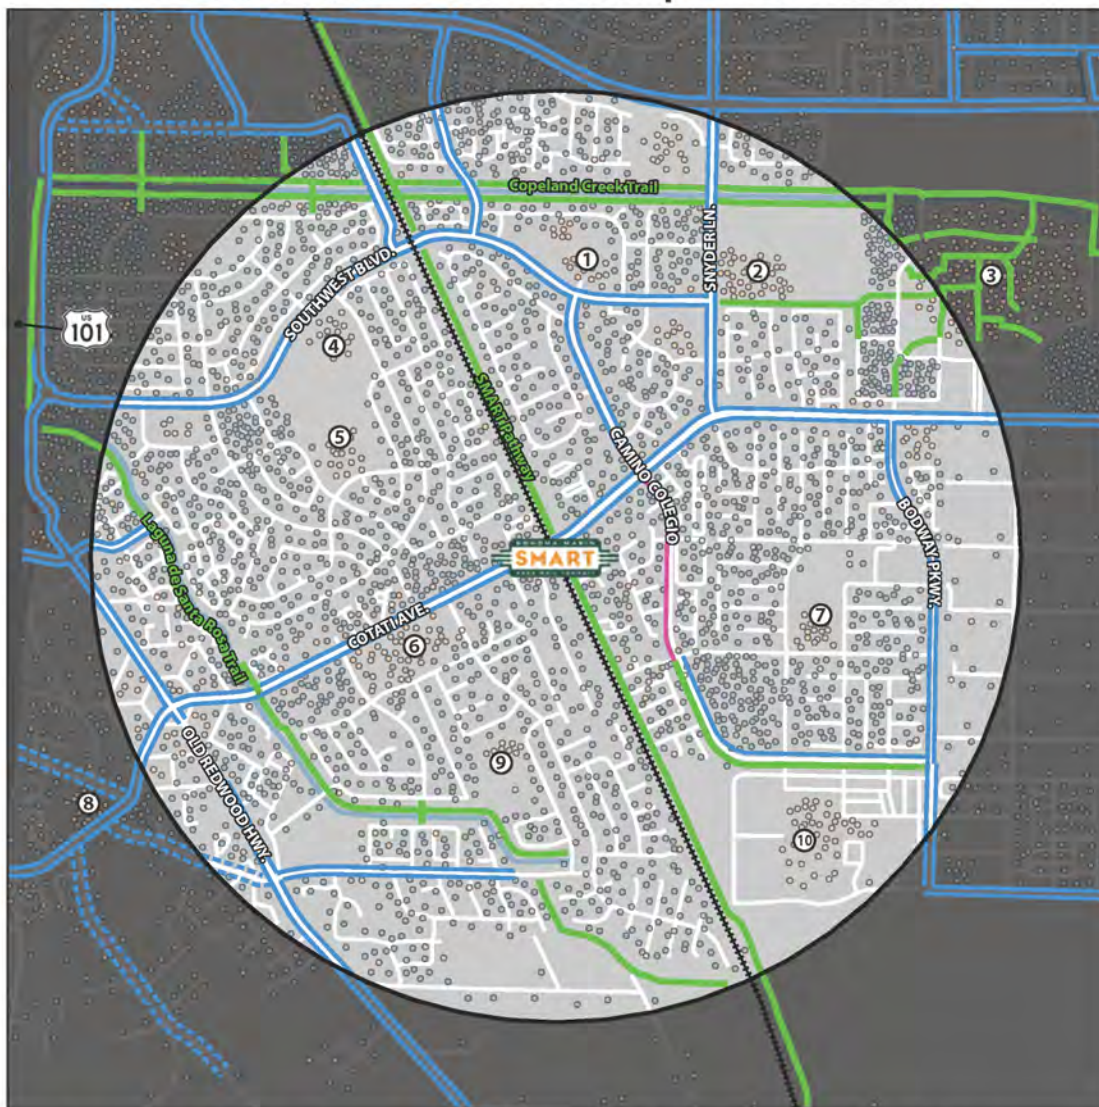 Copeland Creek Trail
SNYDER LN.
1
2
3
SOUTHWEST BLVD.
US
101
4
SMART Pathway
5
CAMINO COLEGIO
BODWAY PKWY.
Laguna de Santa Rosa Trail
SMART
COTATI AVE.
6
7
OLD REDWOOD HWY.
9
8
10